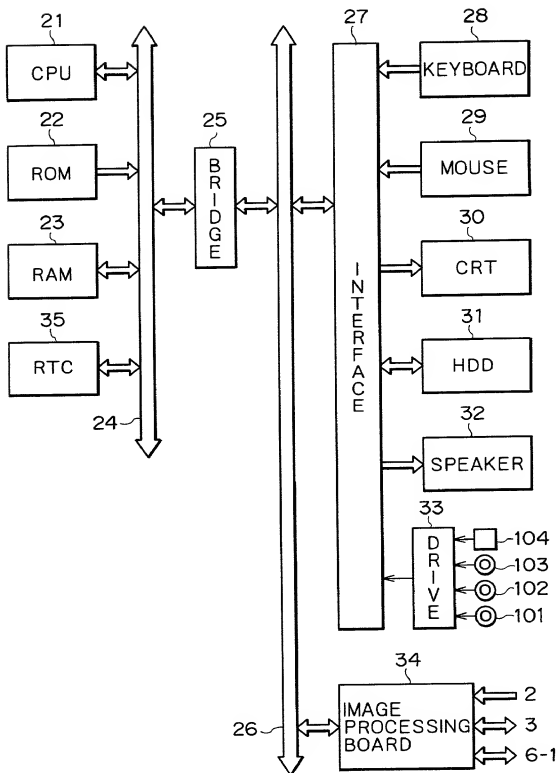 21
CPU
22
ROM
23
RAM
35
RTC
24
25
BRIDGE
26
27
INTERFACE
28
KEYBOARD
29
MOUSE
30
CRT
31
HDD
32
SPEAKER
33
DRIVE
104
103
102
101
34
IMAGE
PROCESSING
BOARD
2
3
6-1